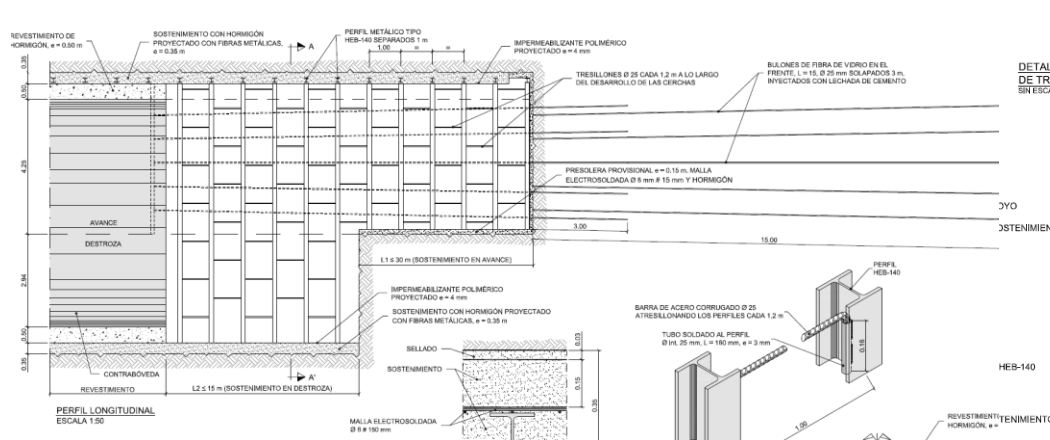 REVESTIMIENTO DE
HORMIGÓN, e = 0.50 m
SOSTENIMIENTO CON HORMIGÓN
PROYECTADO CON FIBRAS METÁLICAS,
e = 0.35 m
A
PERFIL METÁLICO TIPO
HEB-140 SEPARADOS 1 m
1.00
=
=
IMPERMEABILIZANTE POLIMÉRICO
PROYECTADO e = 4 mm
TRESILLONES Ø 25 CADA 1,2 m A LO LARGO
DEL DESARROLLO DE LAS CERCHAS
BULONES DE FIBRA DE VIDRIO EN EL
FRENTE, L = 15, Ø 25 mm SOLAPADOS 3 m,
INYECTADOS CON LECHADA DE CEMENTO
DETAL
DE TR
SIN ESCA
0.35
0.50
4.25
2.94
0.50
0.35
PRESOLERA PROVISIONAL e = 0.15 m. MALLA
ELECTROSOLDADA Ø 8 mm # 15 mm Y HORMIGÓN
AVANCE
DESTROZA
3.00
15.00
OYO
OSTENIMIEN
L1 ≤ 30 m (SOSTENIMIENTO EN AVANCE)
IMPERMEABILIZANTE POLIMÉRICO
PROYECTADO e = 4 mm
SOSTENIMIENTO CON HORMIGÓN PROYECTADO
CON FIBRAS METÁLICAS, e = 0.35 m
PERFIL
HEB-140
BARRA DE ACERO CORRUGADO Ø 25
ATRESILLONANDO LOS PERFILES CADA 1,2 m
TUBO SOLDADO AL PERFIL
Ø Int. 25 mm, L = 180 mm, e = 3 mm
0.18
HEB-140
CONTRABÓVEDA
REVESTIMIENTO
A'
L2 ≤ 15 m (SOSTENIMIENTO EN DESTROZA)
PERFIL LONGITUDINAL
ESCALA 1:50
SELLADO
SOSTENIMIENTO
MALLA ELECTROSOLDADA
Ø 8 # 150 mm
0.03
0.15
0.35
1.00
REVESTIMIENT
HORMIGÓN, e =
TENIMIENTO